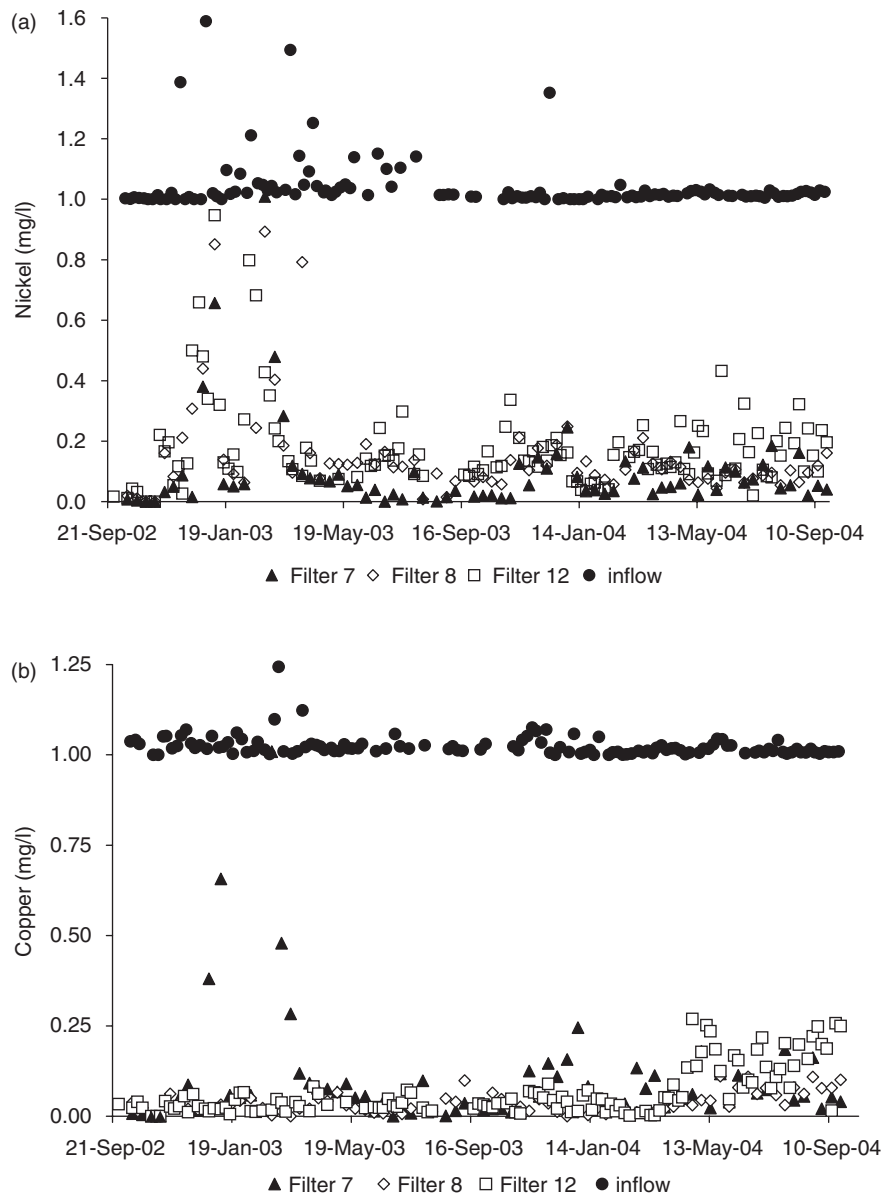 (a)
Nickel (mg/l)
1.6
1.4
1.2
1.0
0.8
0.6
0.4
0.2
0.0
21-Sep-02 19-Jan-03 19-May-03 16-Sep-03 14-Jan-04 13-May-04 10-Sep-04
Filter 7 Filter 8 Filter 12 inflow
(b)
Copper (mg/l)
1.25
1.00
0.75
0.50
0.25
0.00
21-Sep-02 19-Jan-03 19-May-03 16-Sep-03 14-Jan-04 13-May-04 10-Sep-04
Filter 7 Filter 8 Filter 12 inflow